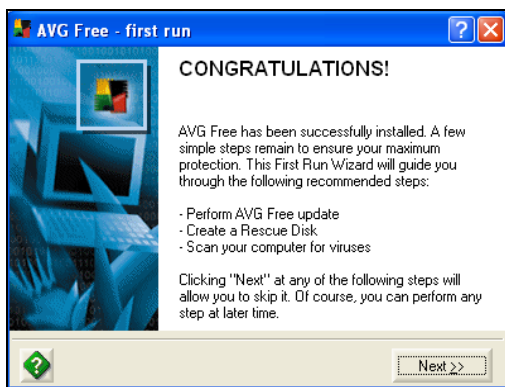 AVG Free - first run
CONGRATULATIONS!
AVG Free has been successfully installed. A few
simple steps remain to ensure your maximum
protection. This First Run Wizard will guide you
through the following recommended steps:
- Perform AVG Free update
- Create a Rescue Disk
- Scan your computer for viruses
Clicking "Next" at any of the following steps will
allow you to skip it. Of course, you can perform any
step at later time.
Next >>